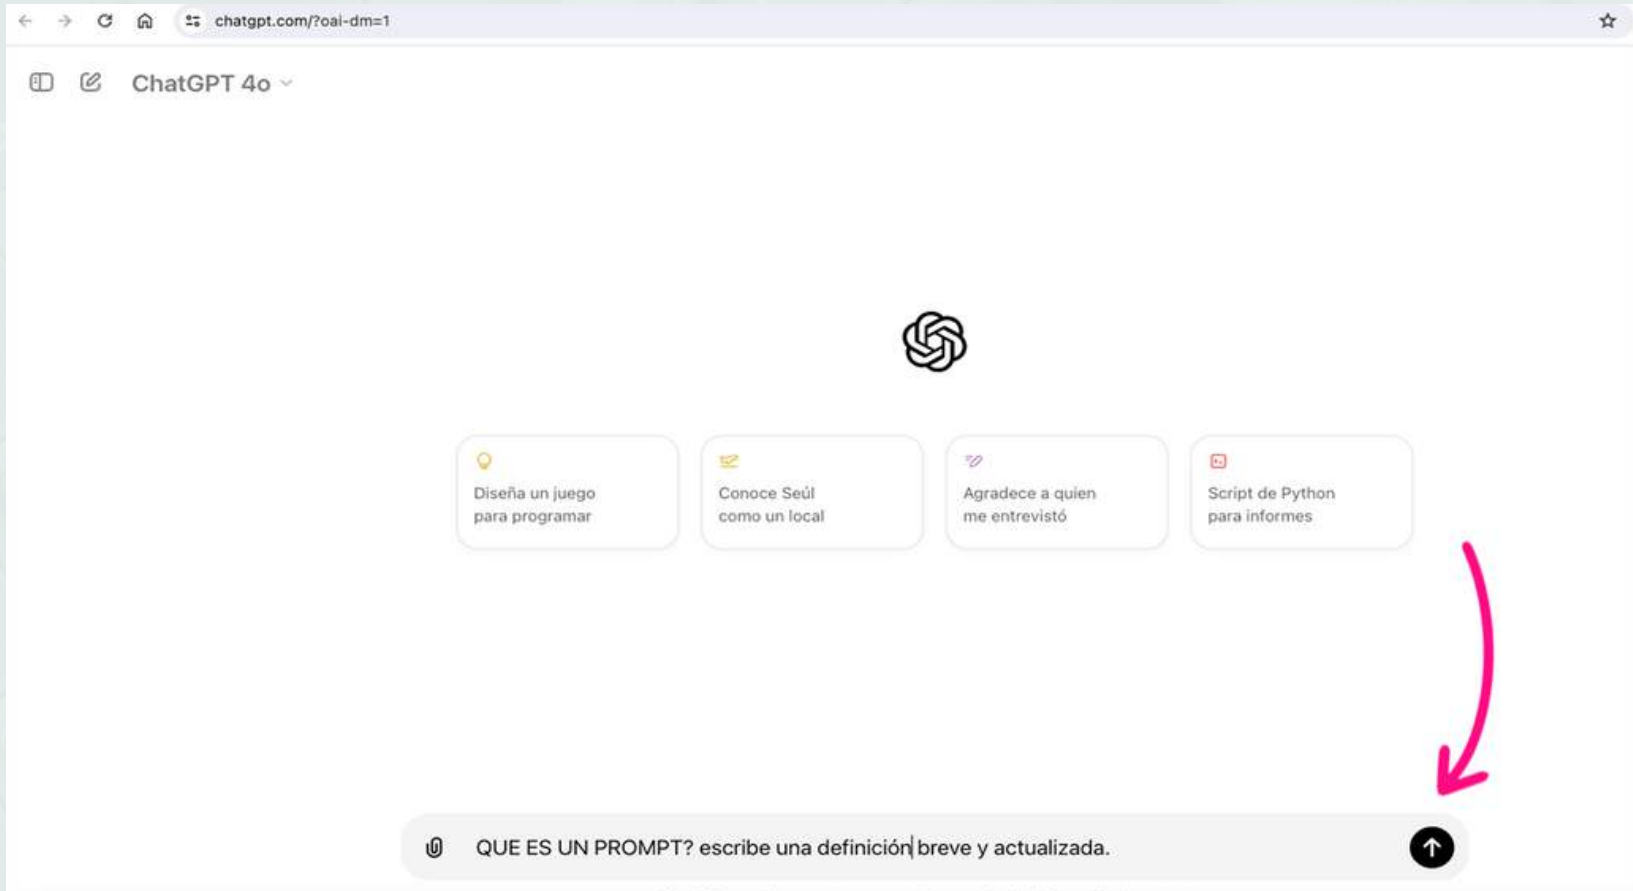 chatgpt.com/?oai-dm=1
ChatGPT 4o
Diseña un juego
para programar
Conoce Seúl
como un local
Agradece a quien
me entrevistó
Script de Python
para informes
QUE ES UN PROMPT? escribe una definición breve y actualizada.